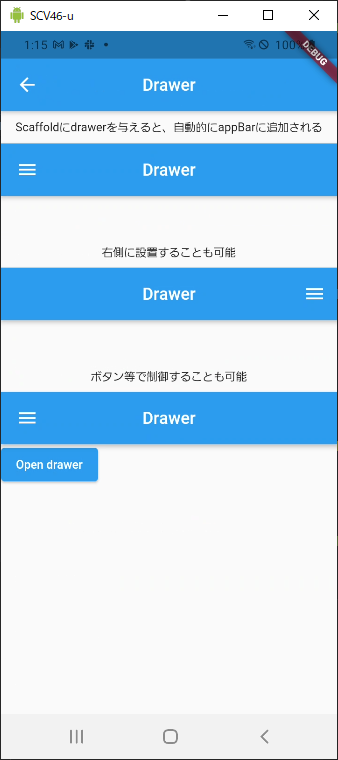 SCV46-u
1:15
100%
DEBUG
Drawer
Scaffoldにdrawerを与えると、自動的にappBarに追加される
Drawer
右側に設置することも可能
Drawer
ボタン等で制御することも可能
Drawer
Open drawer